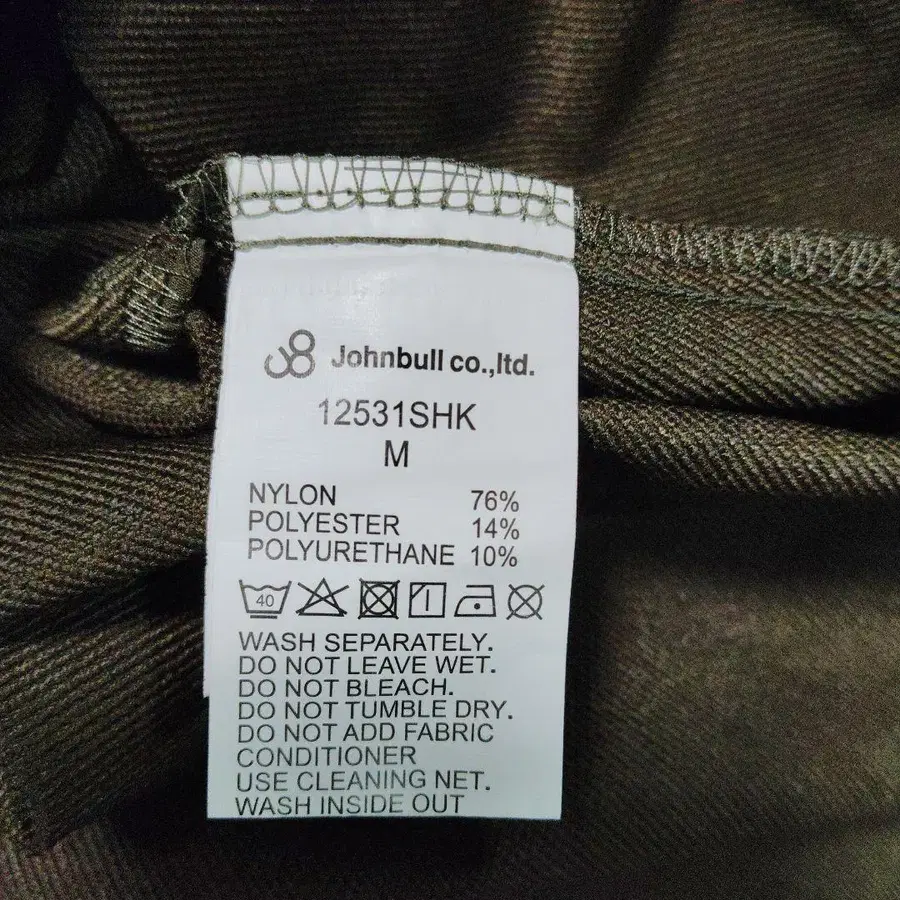 Johnbull co.,ltd.
12531SHK
M
NYLON 76%
POLYESTER 14%
POLYURETHANE 10%
40
WASH SEPARATELY.
DO NOT LEAVE WET.
DO NOT BLEACH.
DO NOT TUMBLE DRY.
DO NOT ADD FABRIC
CONDITIONER
USE CLEANING NET.
WASH INSIDE OUT